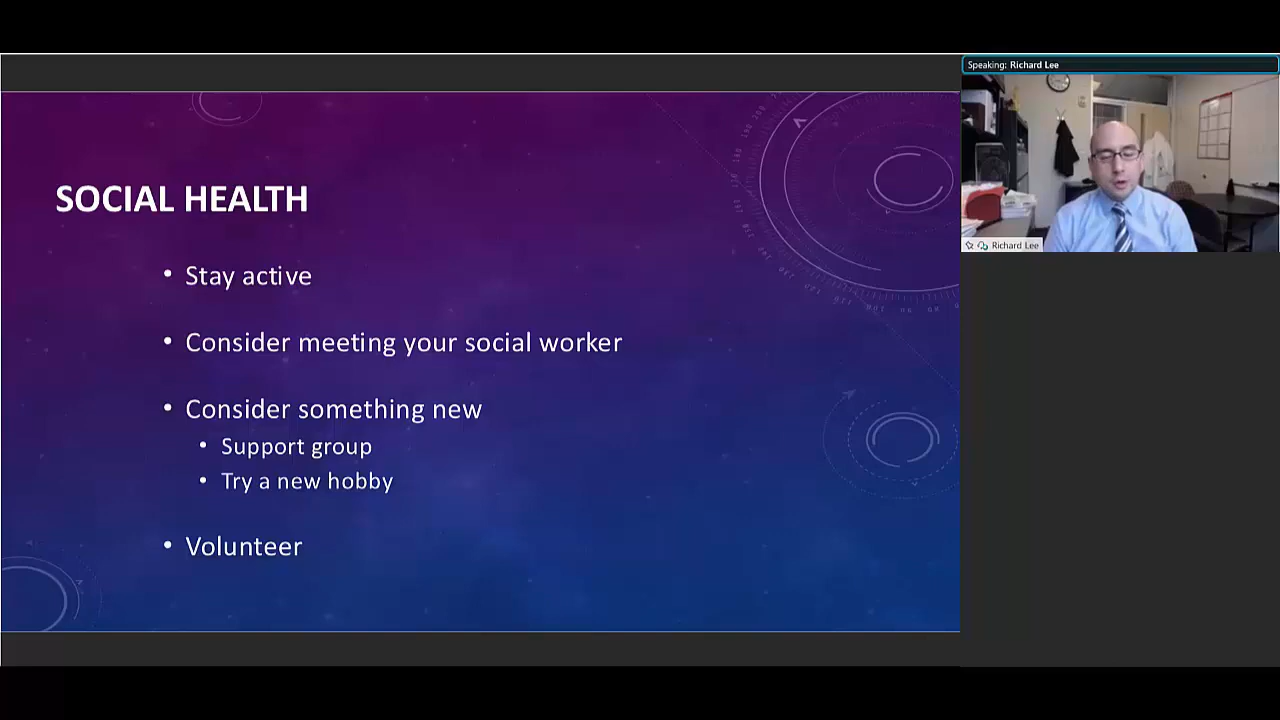 Speaking: Richard Lee
Richard Lee
SOCIAL HEALTH
• Stay active
• Consider meeting your social worker
• Consider something new
• Support group
• Try a new hobby
• Volunteer